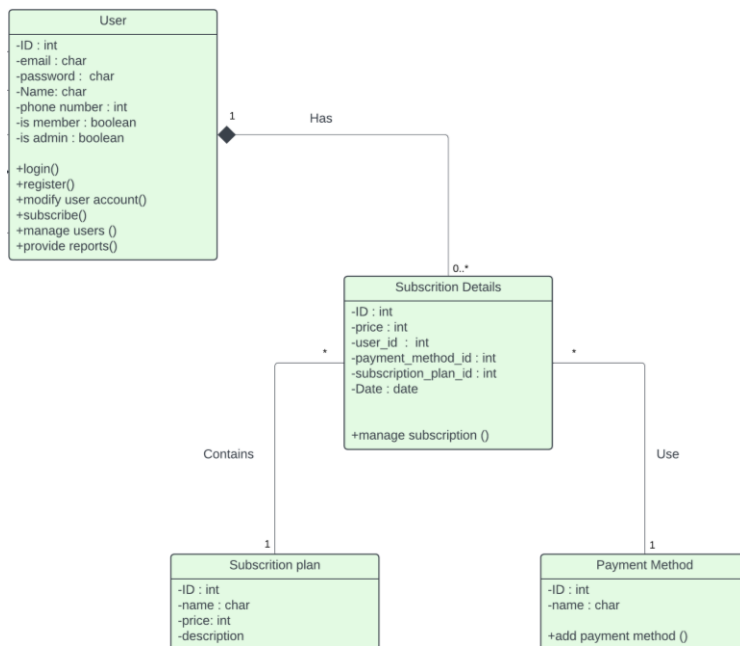 User
-ID : int
-email : char
-password :  char
-Name: char
-phone number : int
-is member : boolean
-is admin : boolean
+login()
+register()
+modify user account()
+subscribe()
+manage users ()
+provide reports()
1
Has
0..*
Subscrition Details
-ID : int
-price : int
-user_id  :  int
-payment_method_id : int
-subscription_plan_id : int
-Date : date
+manage subscription ()
*
*
Contains
Use
1
1
Subscrition plan
-ID : int
-name : char
-price: int
-description
Payment Method
-ID : int
-name : char
+add payment method ()